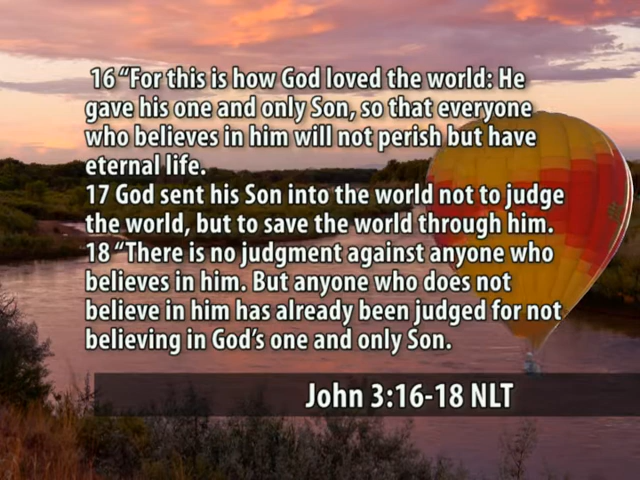 16 “For this is how God loved the world: He
gave his one and only Son, so that everyone
who believes in him will not perish but have
eternal life.
17 God sent his Son into the world not to judge
the world, but to save the world through him.
18 “There is no judgment against anyone who
believes in him. But anyone who does not
believe in him has already been judged for not
believing in God’s one and only Son.
John 3:16-18 NLT